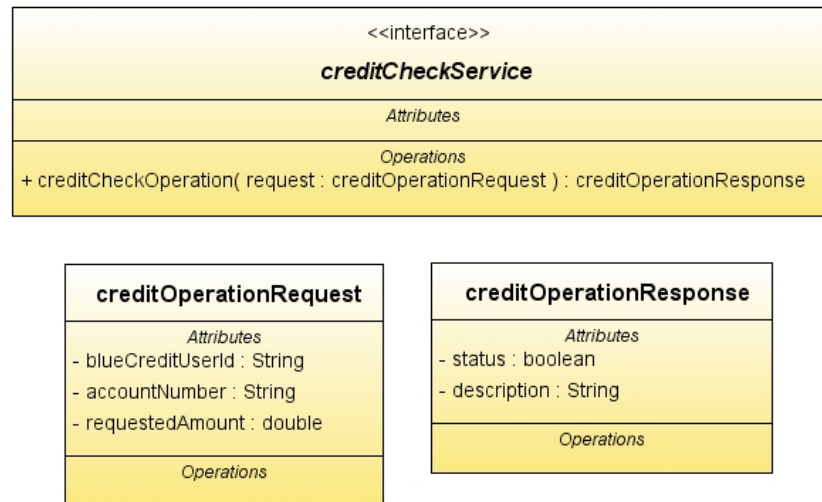 <<interface>>
creditCheckService
Attributes
Operations
+ creditCheckOperation( request : creditOperationRequest ) : creditOperationResponse
creditOperationRequest
Attributes
- blueCreditUserId : String
- accountNumber : String
- requestedAmount : double
Operations
creditOperationResponse
Attributes
- status : boolean
- description : String
Operations